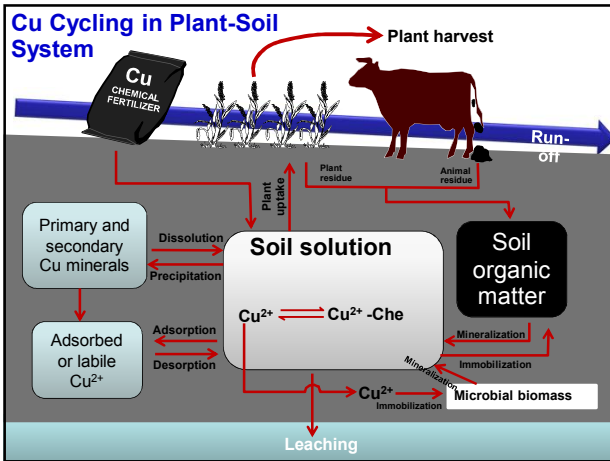 Cu Cycling in Plant-Soil
System
Plant harvest
Cu
CHEMICAL
FERTILIZER
Run-
off
Plant
residue
Animal
residue
Plant
uptake
Primary and
secondary
Cu minerals
Dissolution
Precipitation
Soil solution
Soil
organic
matter
Cu²⁺
Cu²⁺ -Che
Adsorbed
or labile
Cu²⁺
Adsorption
Desorption
Mineralization
Immobilization
Mineralization
Cu²⁺
Immobilization
Microbial biomass
Leaching